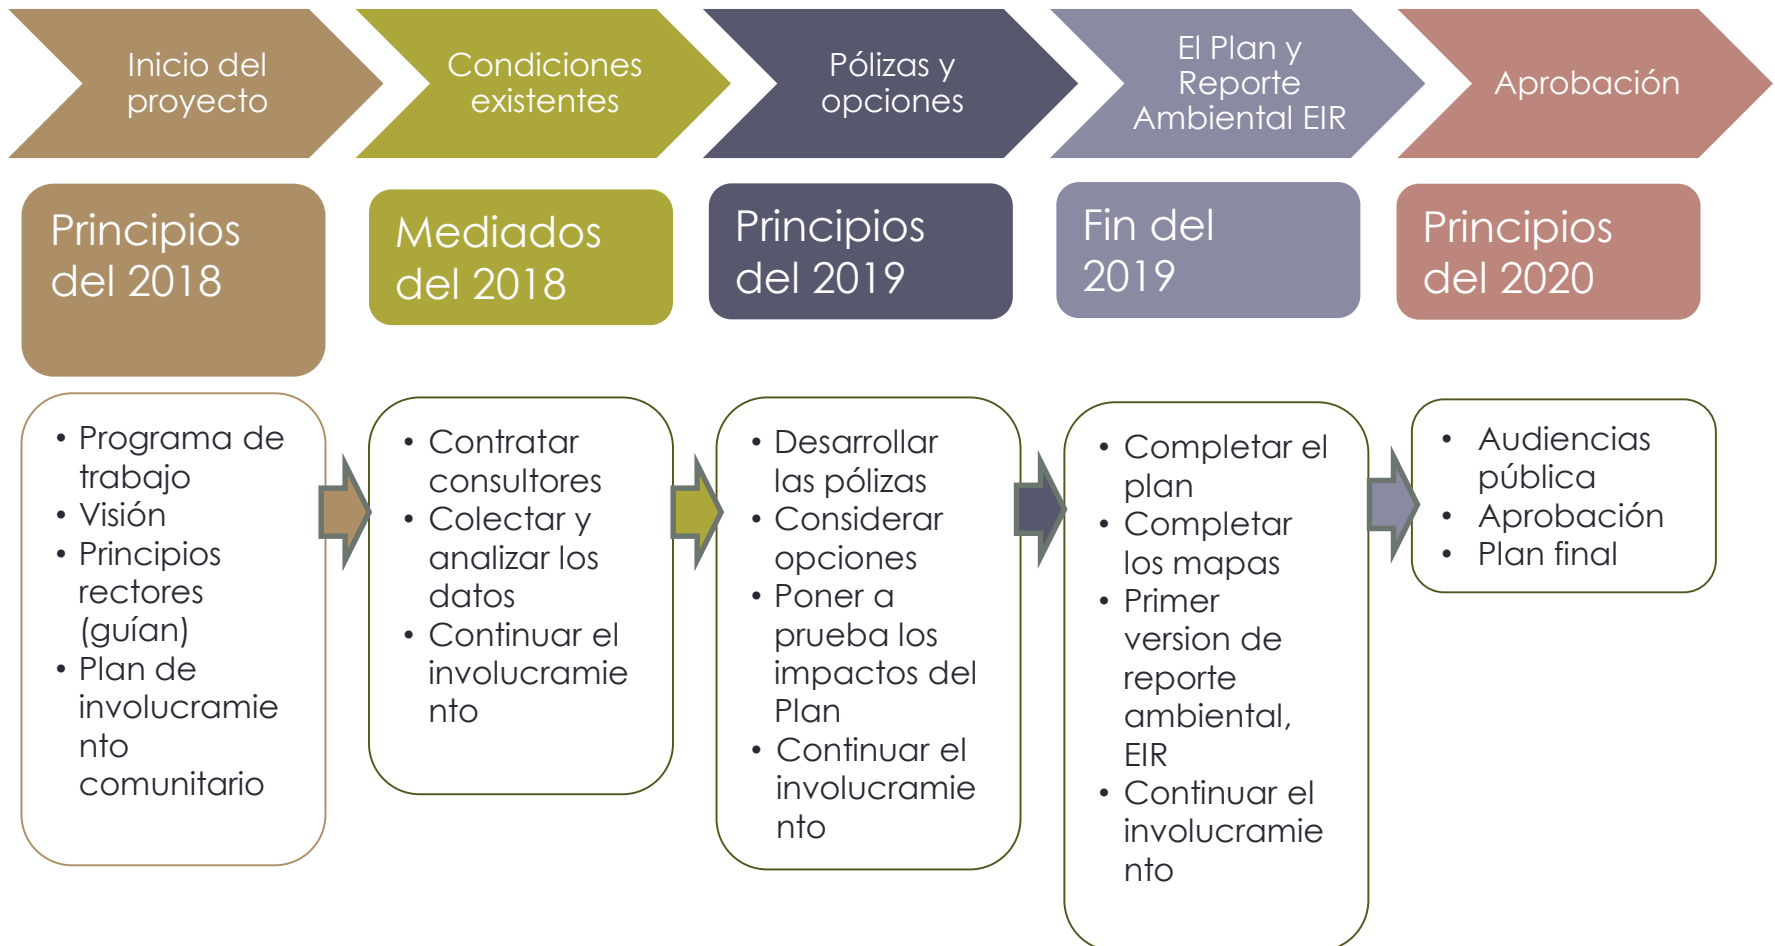 Inicio del
proyecto
Condiciones
existentes
Pólizas y
opciones
El Plan y
Reporte
Ambiental EIR
Aprobación
Principios
del 2018
Mediados
del 2018
Principios
del 2019
Fin del
2019
Principios
del 2020
• Programa de
trabajo
• Visión
• Principios
rectores
(guían)
• Plan de
involucramie
nto
comunitario
• Contratar
consultores
• Colectar y
analizar los
datos
• Continuar el
involucramie
nto
• Desarrollar
las pólizas
• Considerar
opciones
• Poner a
prueba los
impactos del
Plan
• Continuar el
involucramie
nto
• Completar el
plan
• Completar
los mapas
• Primer
version de
reporte
ambiental,
EIR
• Continuar el
involucramie
nto
• Audiencias
pública
• Aprobación
• Plan final